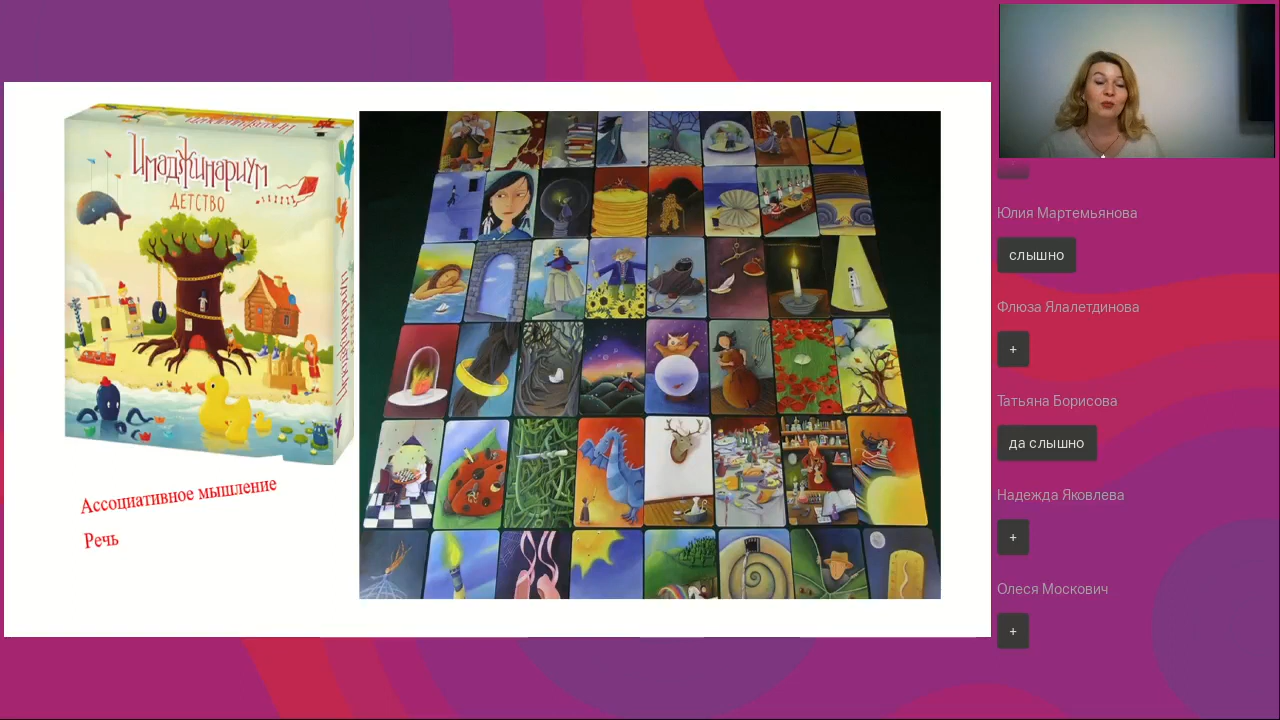 Имаджинариум
ДЕТСТВО
Ассоциативное мышление
Речь
Юлия Мартемьянова
слышно
Флюза Ялалетдинова
+
Татьяна Борисова
да слышно
Надежда Яковлева
+
Олеся Москович
+